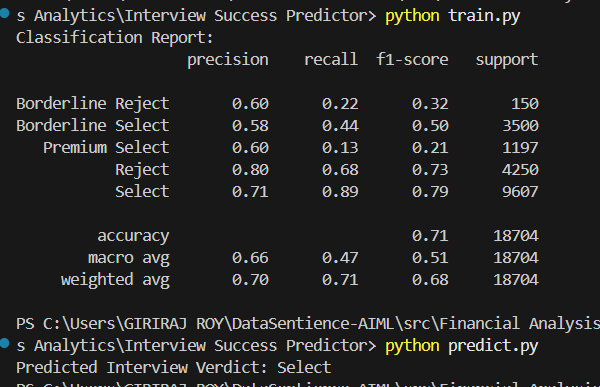 s Analytics\Interview Success Predictor> python train.py
Classification Report:
precision recall f1-score support
Borderline Reject 0.60 0.22 0.32 150
Borderline Select 0.58 0.44 0.50 3500
Premium Select 0.60 0.13 0.21 1197
Reject 0.80 0.68 0.73 4250
Select 0.71 0.89 0.79 9607
accuracy 0.71 18704
macro avg 0.66 0.47 0.51 18704
weighted avg 0.70 0.71 0.68 18704
PS C:\Users\GIRIRAJ ROY\DataSentience-AIML\src\Financial Analysis
s Analytics\Interview Success Predictor> python predict.py
Predicted Interview Verdict: Select